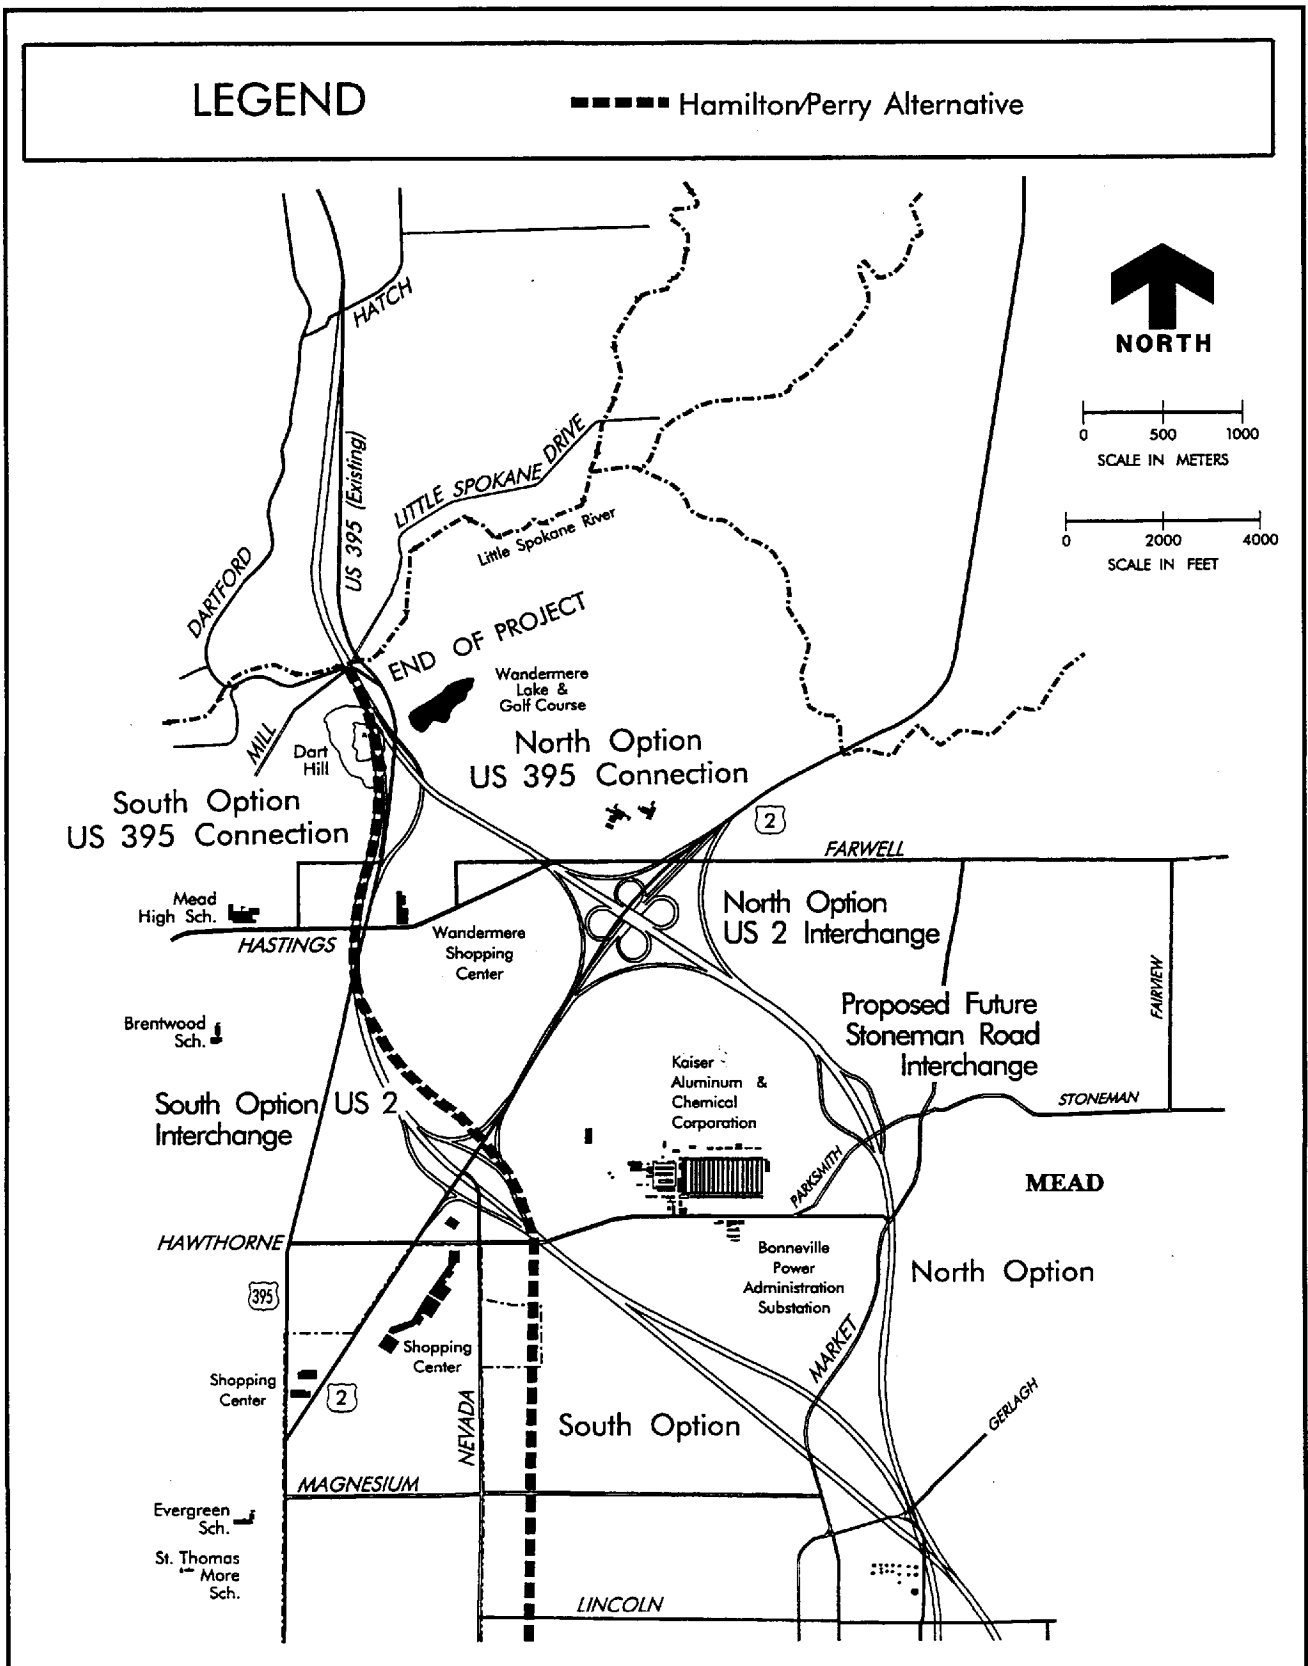 LEGEND
Hamilton/Perry Alternative
HATCH
NORTH
0 500 1000
SCALE IN METERS
0 2000 4000
SCALE IN FEET
US 395 (Existing)
LITTLE SPOKANE DRIVE
Little Spokane River
DARTFORD
END OF PROJECT
Wandermere
Lake &
Golf Course
MILL
Dart
Hill
North Option
US 395 Connection
South Option
US 395 Connection
2
FARWELL
Mead
High Sch.
HASTINGS
Wandermere
Shopping
Center
North Option
US 2 Interchange
FAIRVIEW
Brentwood
Sch.
Proposed Future
Stoneman Road
Interchange
Kaiser
Aluminum &
Chemical
Corporation
South Option US 2
Interchange
STONEMAN
PARKSMITH
MEAD
HAWTHORNE
Bonneville
Power
Administration
Substation
North Option
395
MARKET
Shopping
Center
Shopping
Center
2
NEVADA
GERLAGH
South Option
MAGNESIUM
Evergreen
Sch.
St. Thomas
More
Sch.
LINCOLN